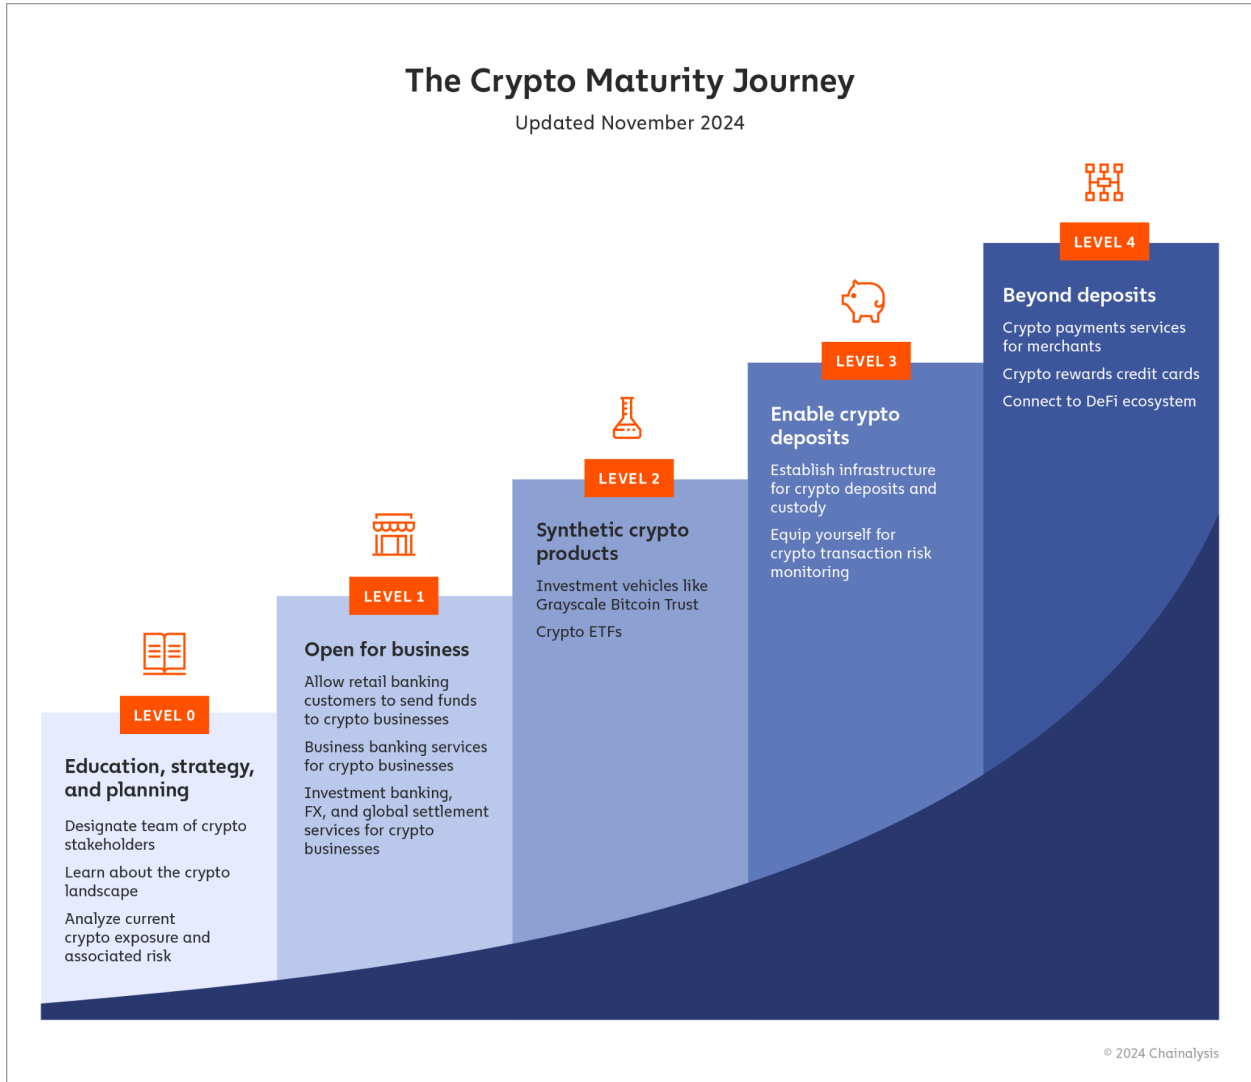 The Crypto Maturity Journey
Updated November 2024
LEVEL 0
Education, strategy,
and planning
Designate team of crypto
stakeholders
Learn about the crypto
landscape
Analyze current
crypto exposure and
associated risk
LEVEL 1
Open for business
Allow retail banking
customers to send funds
to crypto businesses
Business banking services
for crypto businesses
Investment banking,
FX, and global settlement
services for crypto
businesses
LEVEL 2
Synthetic crypto
products
Investment vehicles like
Grayscale Bitcoin Trust
Crypto ETFs
LEVEL 3
Enable crypto
deposits
Establish infrastructure
for crypto deposits and
custody
Equip yourself for
crypto transaction risk
monitoring
LEVEL 4
Beyond deposits
Crypto payments services
for merchants
Crypto rewards credit cards
Connect to DeFi ecosystem
© 2024 Chainalysis